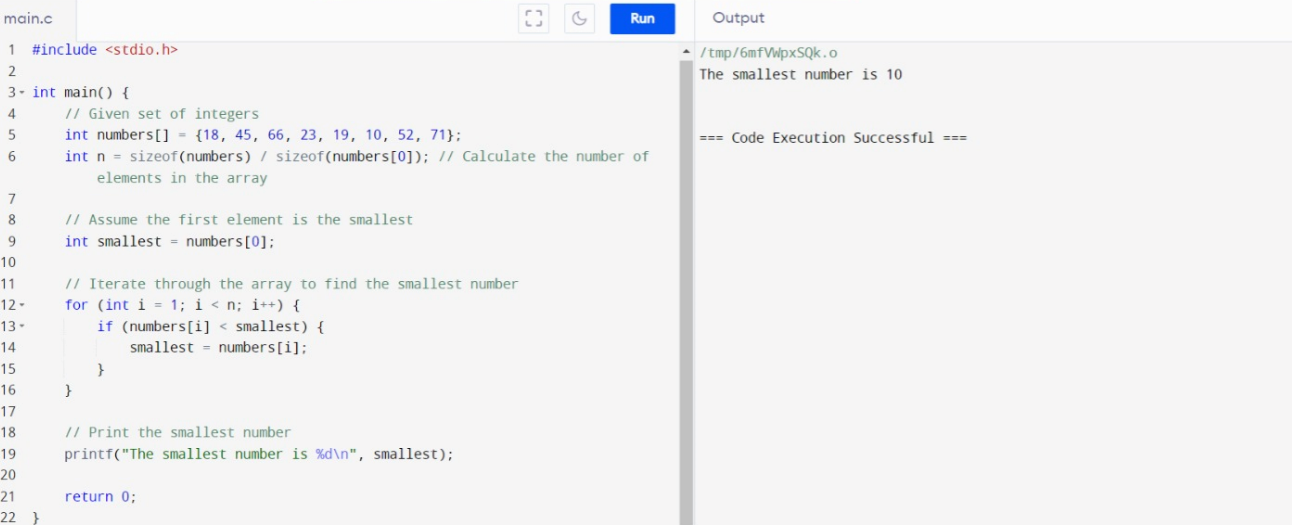 main.c
Run
Output
1 #include <stdio.h>
2
3 int main() {
4     // Given set of integers
5     int numbers[] = {18, 45, 66, 23, 19, 10, 52, 71};
6     int n = sizeof(numbers) / sizeof(numbers[0]); // Calculate the number of
        elements in the array
7
8     // Assume the first element is the smallest
9     int smallest = numbers[0];
10
11     // Iterate through the array to find the smallest number
12     for (int i = 1; i < n; i++) {
13         if (numbers[i] < smallest) {
14             smallest = numbers[i];
15         }
16     }
17
18     // Print the smallest number
19     printf("The smallest number is %d\n", smallest);
20
21     return 0;
22 }
/tmp/6mfVWpxSQk.o
The smallest number is 10
=== Code Execution Successful ===